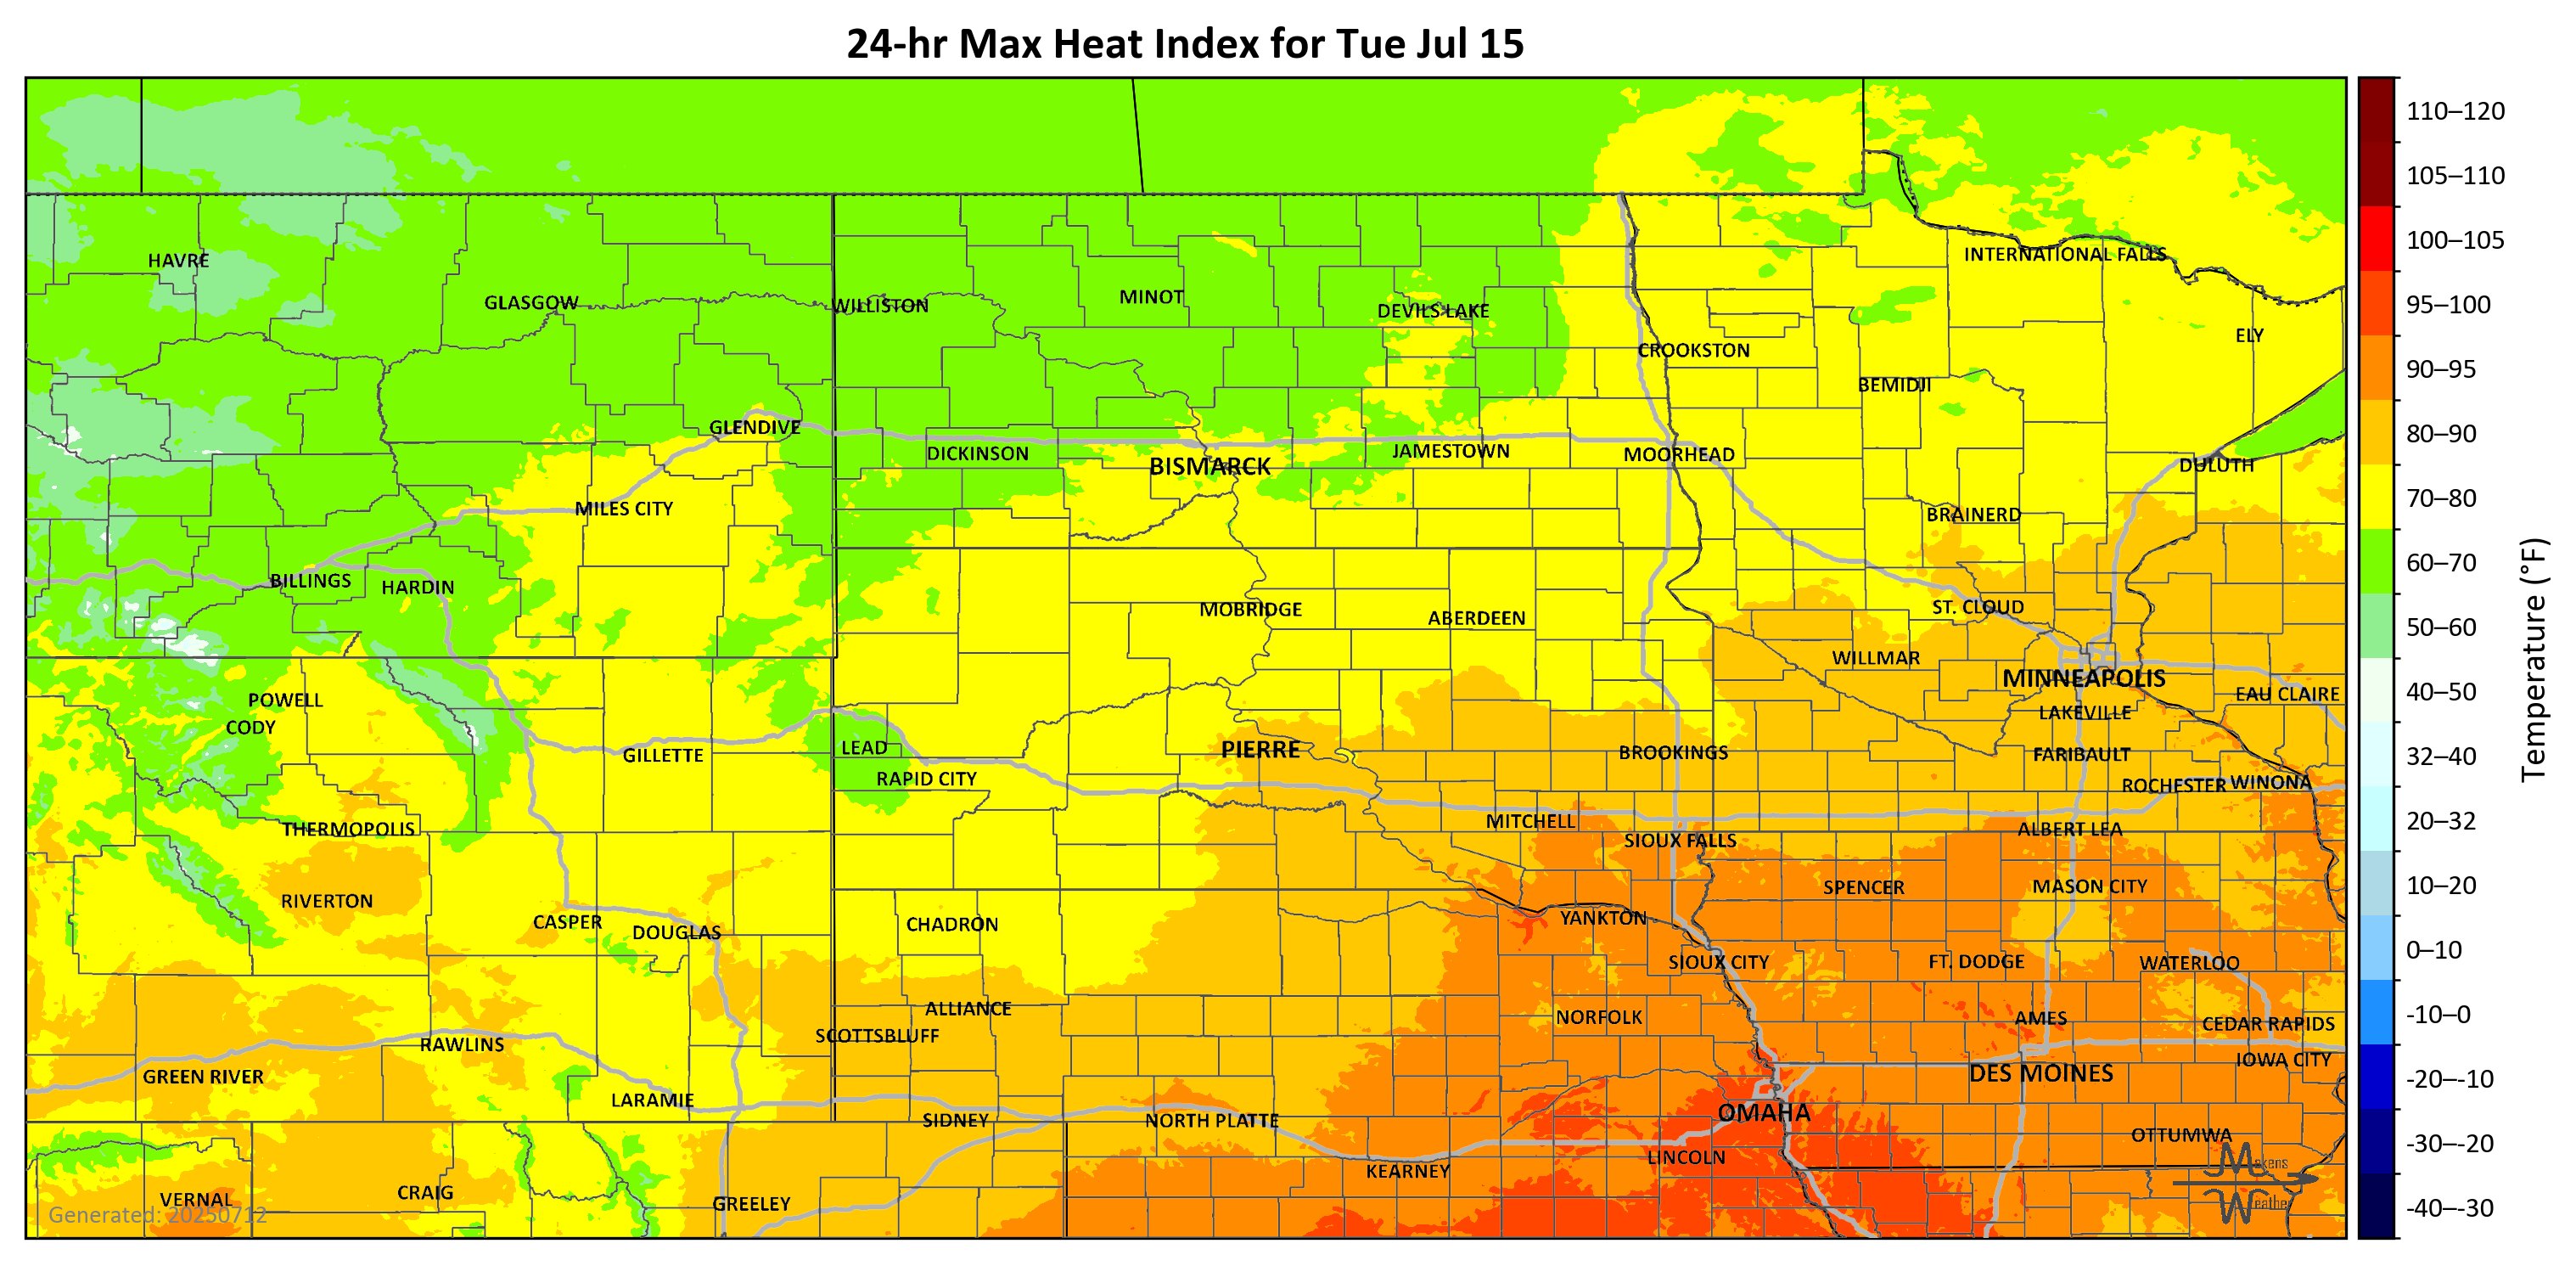 24-hr Max Heat Index for Tue Jul 15
110–120
105–110
HAVRE
INTERNATIONAL FALLS
100–105
GLASGOW
WILLISTON
MINOT
DEVILS LAKE
95–100
ELY
CROOKSTON
90–95
BEMIDJI
GLENDIVE
80–90
DICKINSON
BISMARCK
JAMESTOWN
MOORHEAD
DULUTH
70–80
MILES CITY
BRAINERD
60–70
BILLINGS
HARDIN
MOBRIDGE
ABERDEEN
ST. CLOUD
50–60
WILLMAR
MINNEAPOLIS
Temperature (°F)
POWELL
EAU CLAIRE
40–50
CODY
LAKEVILLE
GILLETTE
LEAD
PIERRE
BROOKINGS
FARIBAULT
32–40
RAPID CITY
ROCHESTER
WINONA
THERMOPOLIS
MITCHELL
SIOUX FALLS
ALBERT LEA
20–32
RIVERTON
SPENCER
MASON CITY
10–20
CASPER
DOUGLAS
CHADRON
YANKTON
SIOUX CITY
FT. DODGE
WATERLOO
0–10
ALLIANCE
NORFOLK
AMES
CEDAR RAPIDS
-10–0
RAWLINS
SCOTTSBLUFF
IOWA CITY
GREEN RIVER
DES MOINES
-20–-10
LARAMIE
SIDNEY
NORTH PLATTE
OMAHA
OTTUMWA
-30–-20
KEARNEY
LINCOLN
Makens
VERNAL
CRAIG
GREELEY
Weather
-40–-30
Generated: 20250712